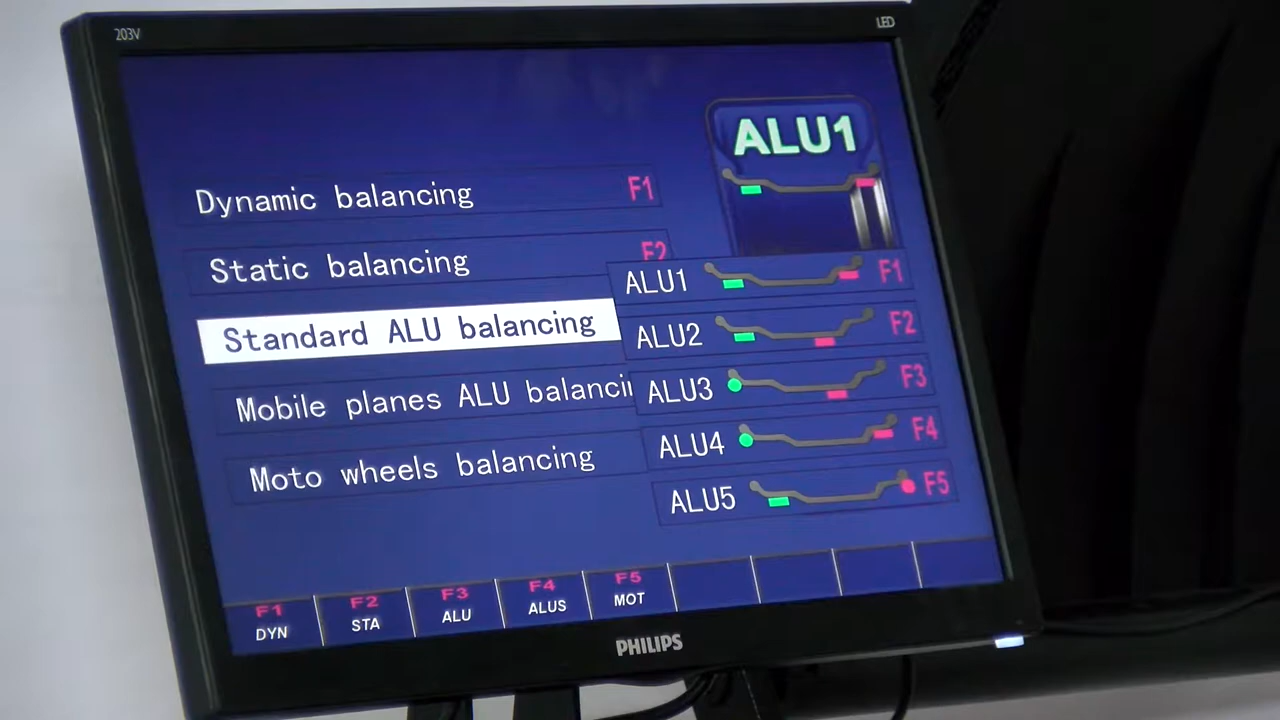 203V
LED
ALU1
Dynamic balancing F1
Static balancing F2
Standard ALU balancing
Mobile planes ALU balanci
Moto wheels balancing
ALU1 F1
ALU2 F2
ALU3 F3
ALU4 F4
ALU5 F5
F1 F2 F3 F4 F5
DYN STA ALU ALUS MOT
PHILIPS